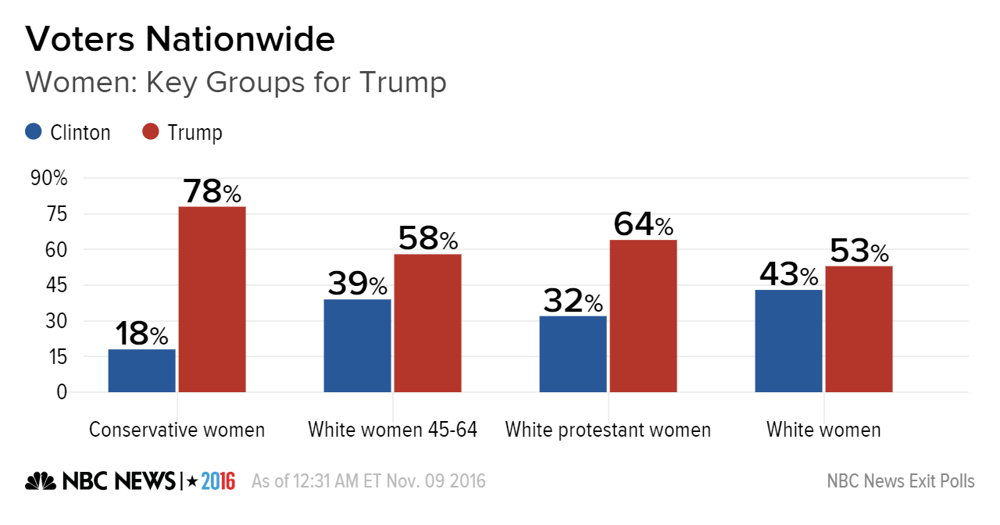 Voters Nationwide
Women: Key Groups for Trump
Clinton Trump
90%
75
60
45
30
15
0
18% 78% 39% 58% 32% 64% 43% 53%
Conservative women White women 45-64 White protestant women White women
NBC NEWS | ★ 2016 As of 12:31 AM ET Nov. 09 2016 NBC News Exit Polls